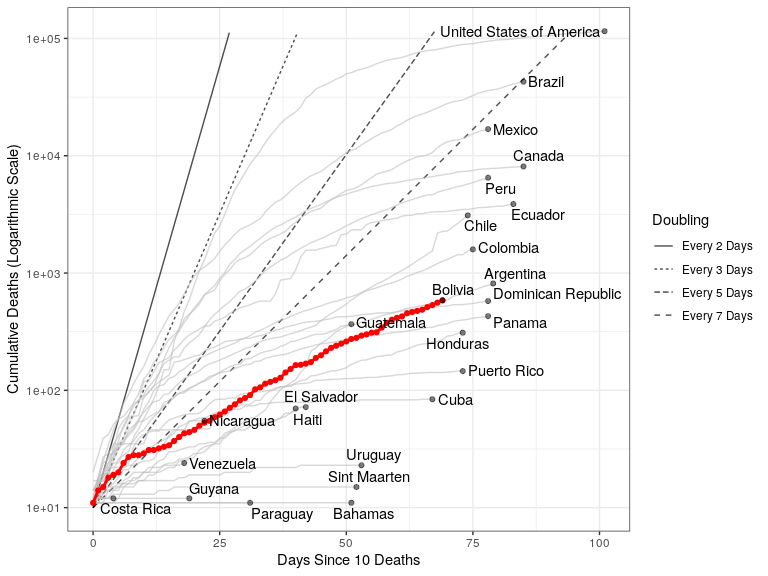 1e+05
1e+04
1e+03
1e+02
1e+01
Cumulative Deaths (Logarithmic Scale)
United States of America
Brazil
Mexico
Canada
Peru
Ecuador
Chile
Colombia
Argentina
Bolivia
Dominican Republic
Guatemala
Panama
Honduras
Puerto Rico
El Salvador
Cuba
Haiti
Nicaragua
Uruguay
Venezuela
Sint Maarten
Guyana
Costa Rica
Paraguay
Bahamas
0
25
50
75
100
Days Since 10 Deaths
Doubling
Every 2 Days
Every 3 Days
Every 5 Days
Every 7 Days